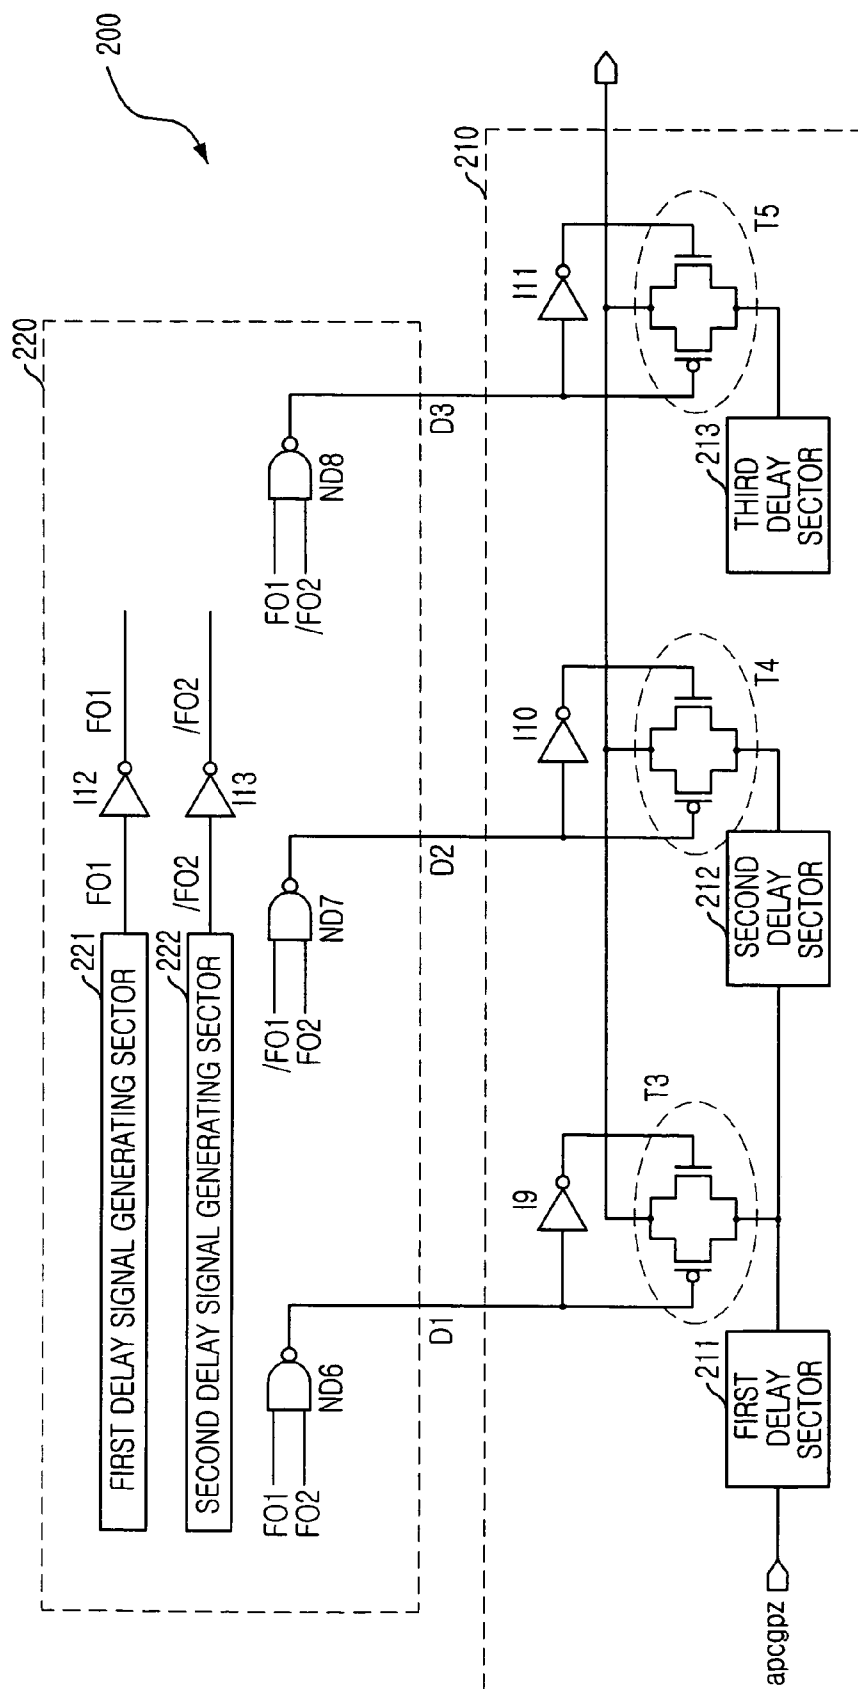 200
220
221
FIRST DELAY SIGNAL GENERATING SECTOR
FO1
I12
FO1
222
SECOND DELAY SIGNAL GENERATING SECTOR
/FO2
I13
/FO2
FO1
FO2
ND6
/FO1
FO2
ND7
FO1
/FO2
ND8
D1
D2
D3
210
I9
I10
I11
T3
T4
T5
apcgpz
211
FIRST
DELAY
SECTOR
212
SECOND
DELAY
SECTOR
213
THIRD
DELAY
SECTOR